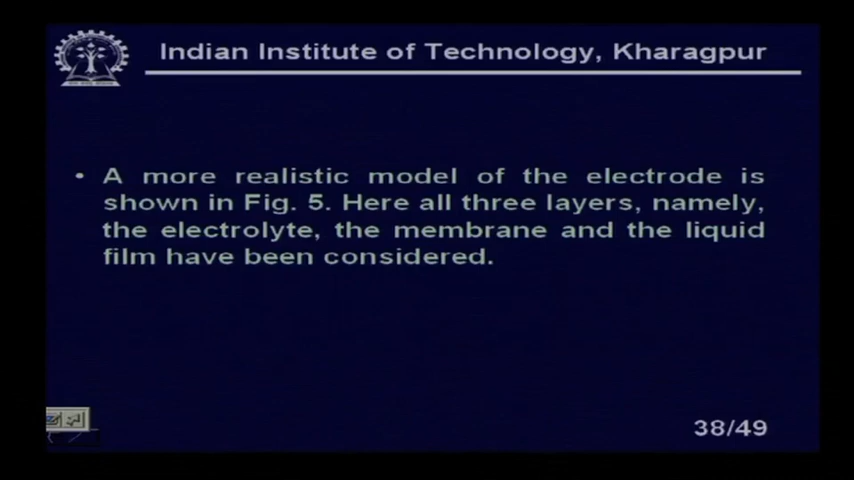 Indian Institute of Technology, Kharagpur
• A more realistic model of the electrode is
shown in Fig. 5. Here all three layers, namely,
the electrolyte, the membrane and the liquid
film have been considered.
38/49